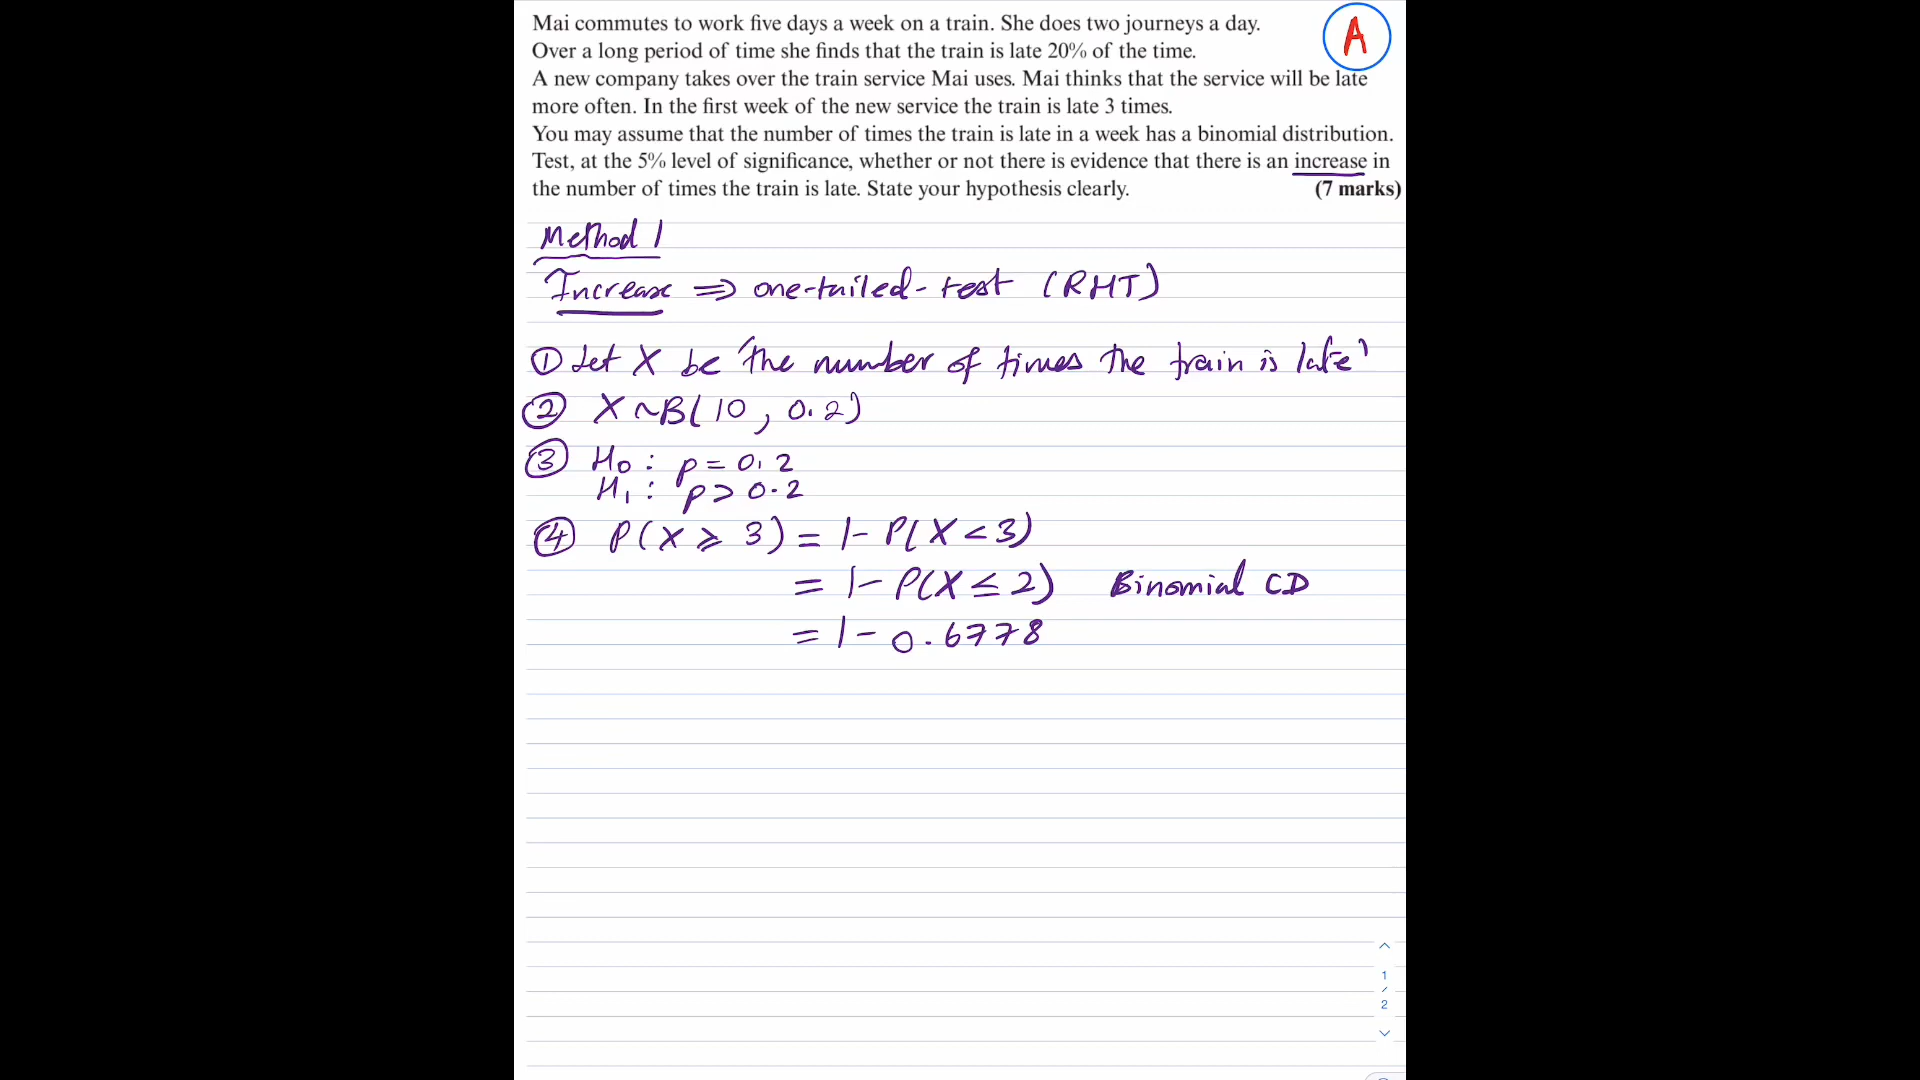 Mai commutes to work five days a week on a train. She does two journeys a day.
A
Over a long period of time she finds that the train is late 20% of the time.
A new company takes over the train service Mai uses. Mai thinks that the service will be late
more often. In the first week of the new service the train is late 3 times.
You may assume that the number of times the train is late in a week has a binomial distribution.
Test, at the 5% level of significance, whether or not there is evidence that there is an increase in
the number of times the train is late. State your hypothesis clearly. (7 marks)
Method 1
Increase ⇒ one-tailed-test (RHT)
① Let X be 'the number of times the train is late'
② X ~ B(10, 0.2)
③ H₀ : p = 0.2
H₁ : p > 0.2
④ P(X ⩾ 3) = 1 - P(X < 3)
= 1 - P(X ≤ 2) Binomial CD
= 1 - 0.6778
1
/
2